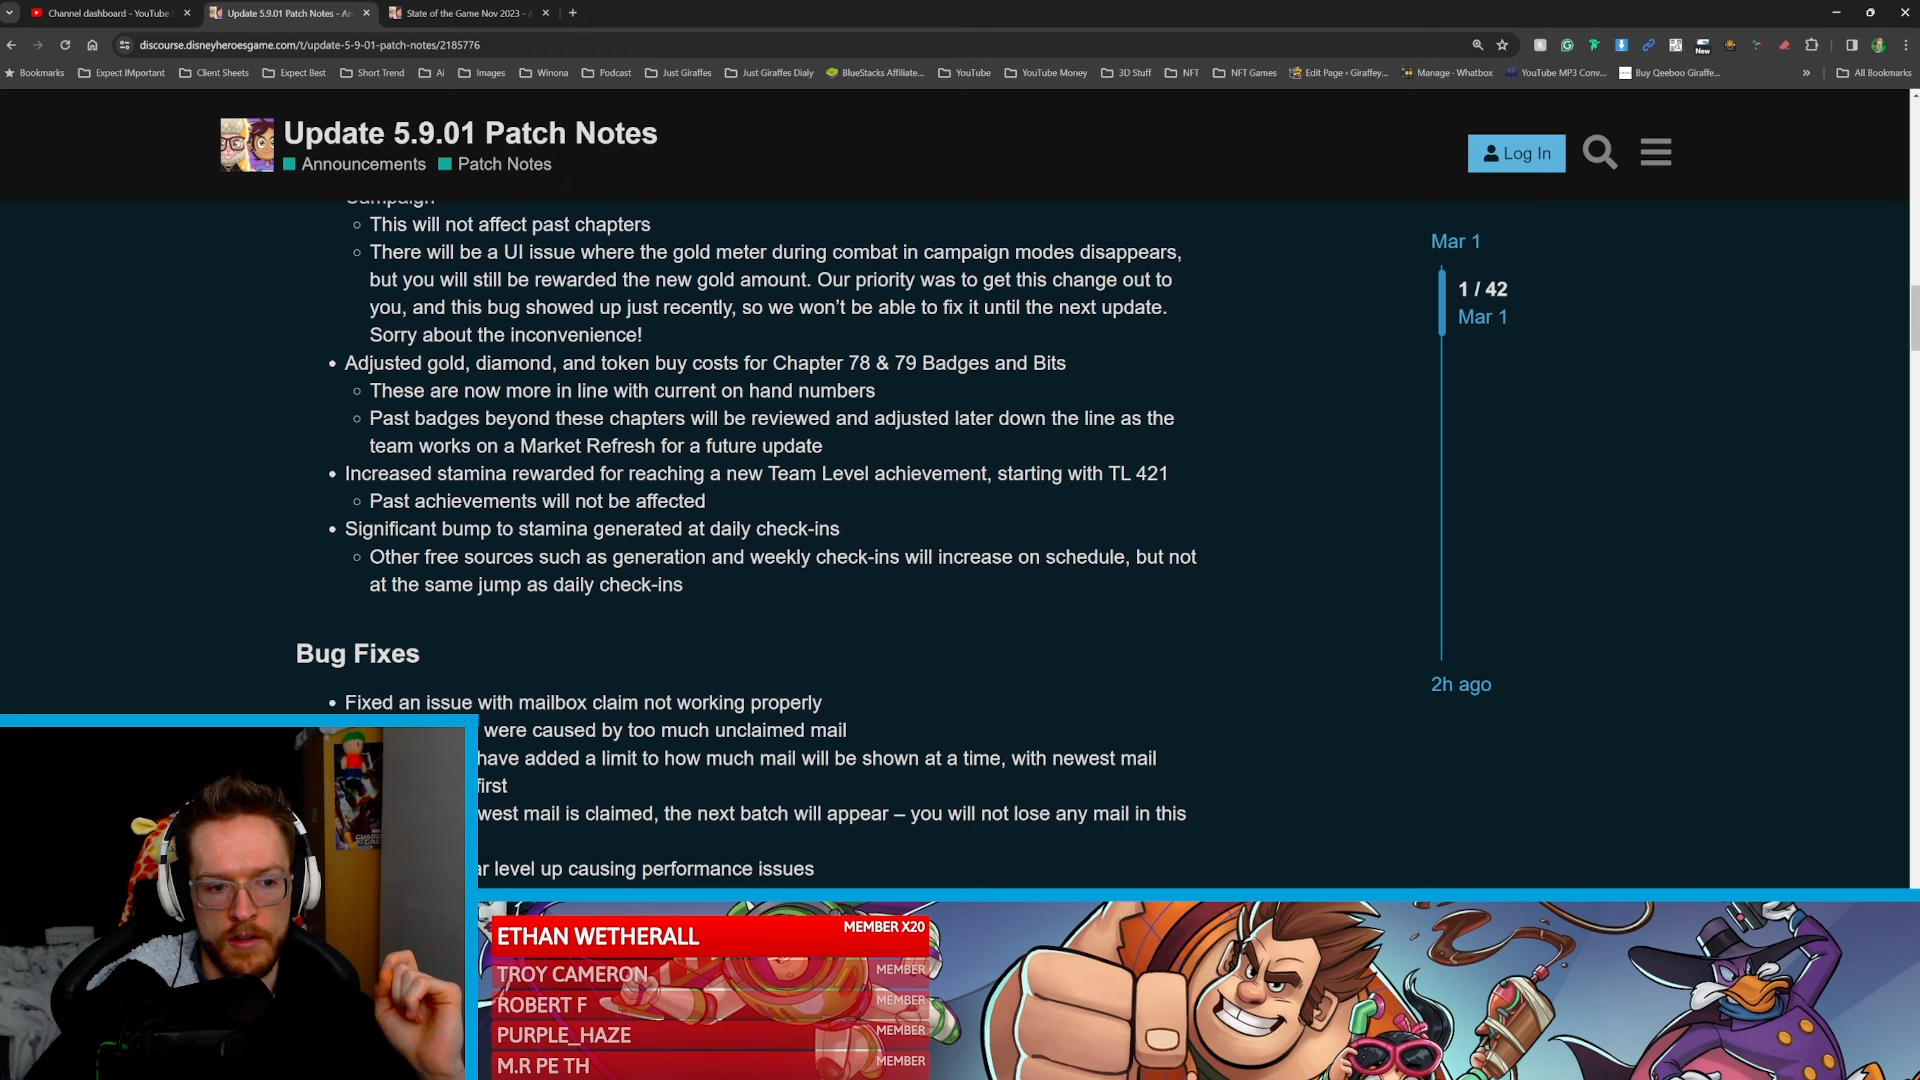 Channel dashboard - YouTube
Update 5.9.01 Patch Notes - An
State of the Game Nov 2023 -
discourse.disneyheroesgame.com/t/update-5-9-01-patch-notes/2185776
New
Bookmarks
Expect IMportant
Client Sheets
Expect Best
Short Trend
Ai
Images
Winona
Podcast
Just Giraffes
Just Giraffes Dialy
BlueStacks Affiliate...
YouTube
YouTube Money
3D Stuff
NFT
NFT Games
Edit Page ‹ Giraffey...
Manage · Whatbox
YouTube MP3 Conv...
Buy Qeeboo Giraffe...
»
All Bookmarks
Update 5.9.01 Patch Notes
Announcements
Patch Notes
Log In
Campaign
This will not affect past chapters
There will be a UI issue where the gold meter during combat in campaign modes disappears,
but you will still be rewarded the new gold amount. Our priority was to get this change out to
you, and this bug showed up just recently, so we won’t be able to fix it until the next update.
Sorry about the inconvenience!
Adjusted gold, diamond, and token buy costs for Chapter 78 & 79 Badges and Bits
These are now more in line with current on hand numbers
Past badges beyond these chapters will be reviewed and adjusted later down the line as the
team works on a Market Refresh for a future update
Increased stamina rewarded for reaching a new Team Level achievement, starting with TL 421
Past achievements will not be affected
Significant bump to stamina generated at daily check-ins
Other free sources such as generation and weekly check-ins will increase on schedule, but not
at the same jump as daily check-ins
Mar 1
1 / 42
Mar 1
2h ago
Bug Fixes
Fixed an issue with mailbox claim not working properly
were caused by too much unclaimed mail
have added a limit to how much mail will be shown at a time, with newest mail
first
west mail is claimed, the next batch will appear – you will not lose any mail in this
ar level up causing performance issues
ETHAN WETHERALL MEMBER X20
TROY CAMERON MEMBER
ROBERT F MEMBER
PURPLE_HAZE MEMBER
M.R PE TH MEMBER